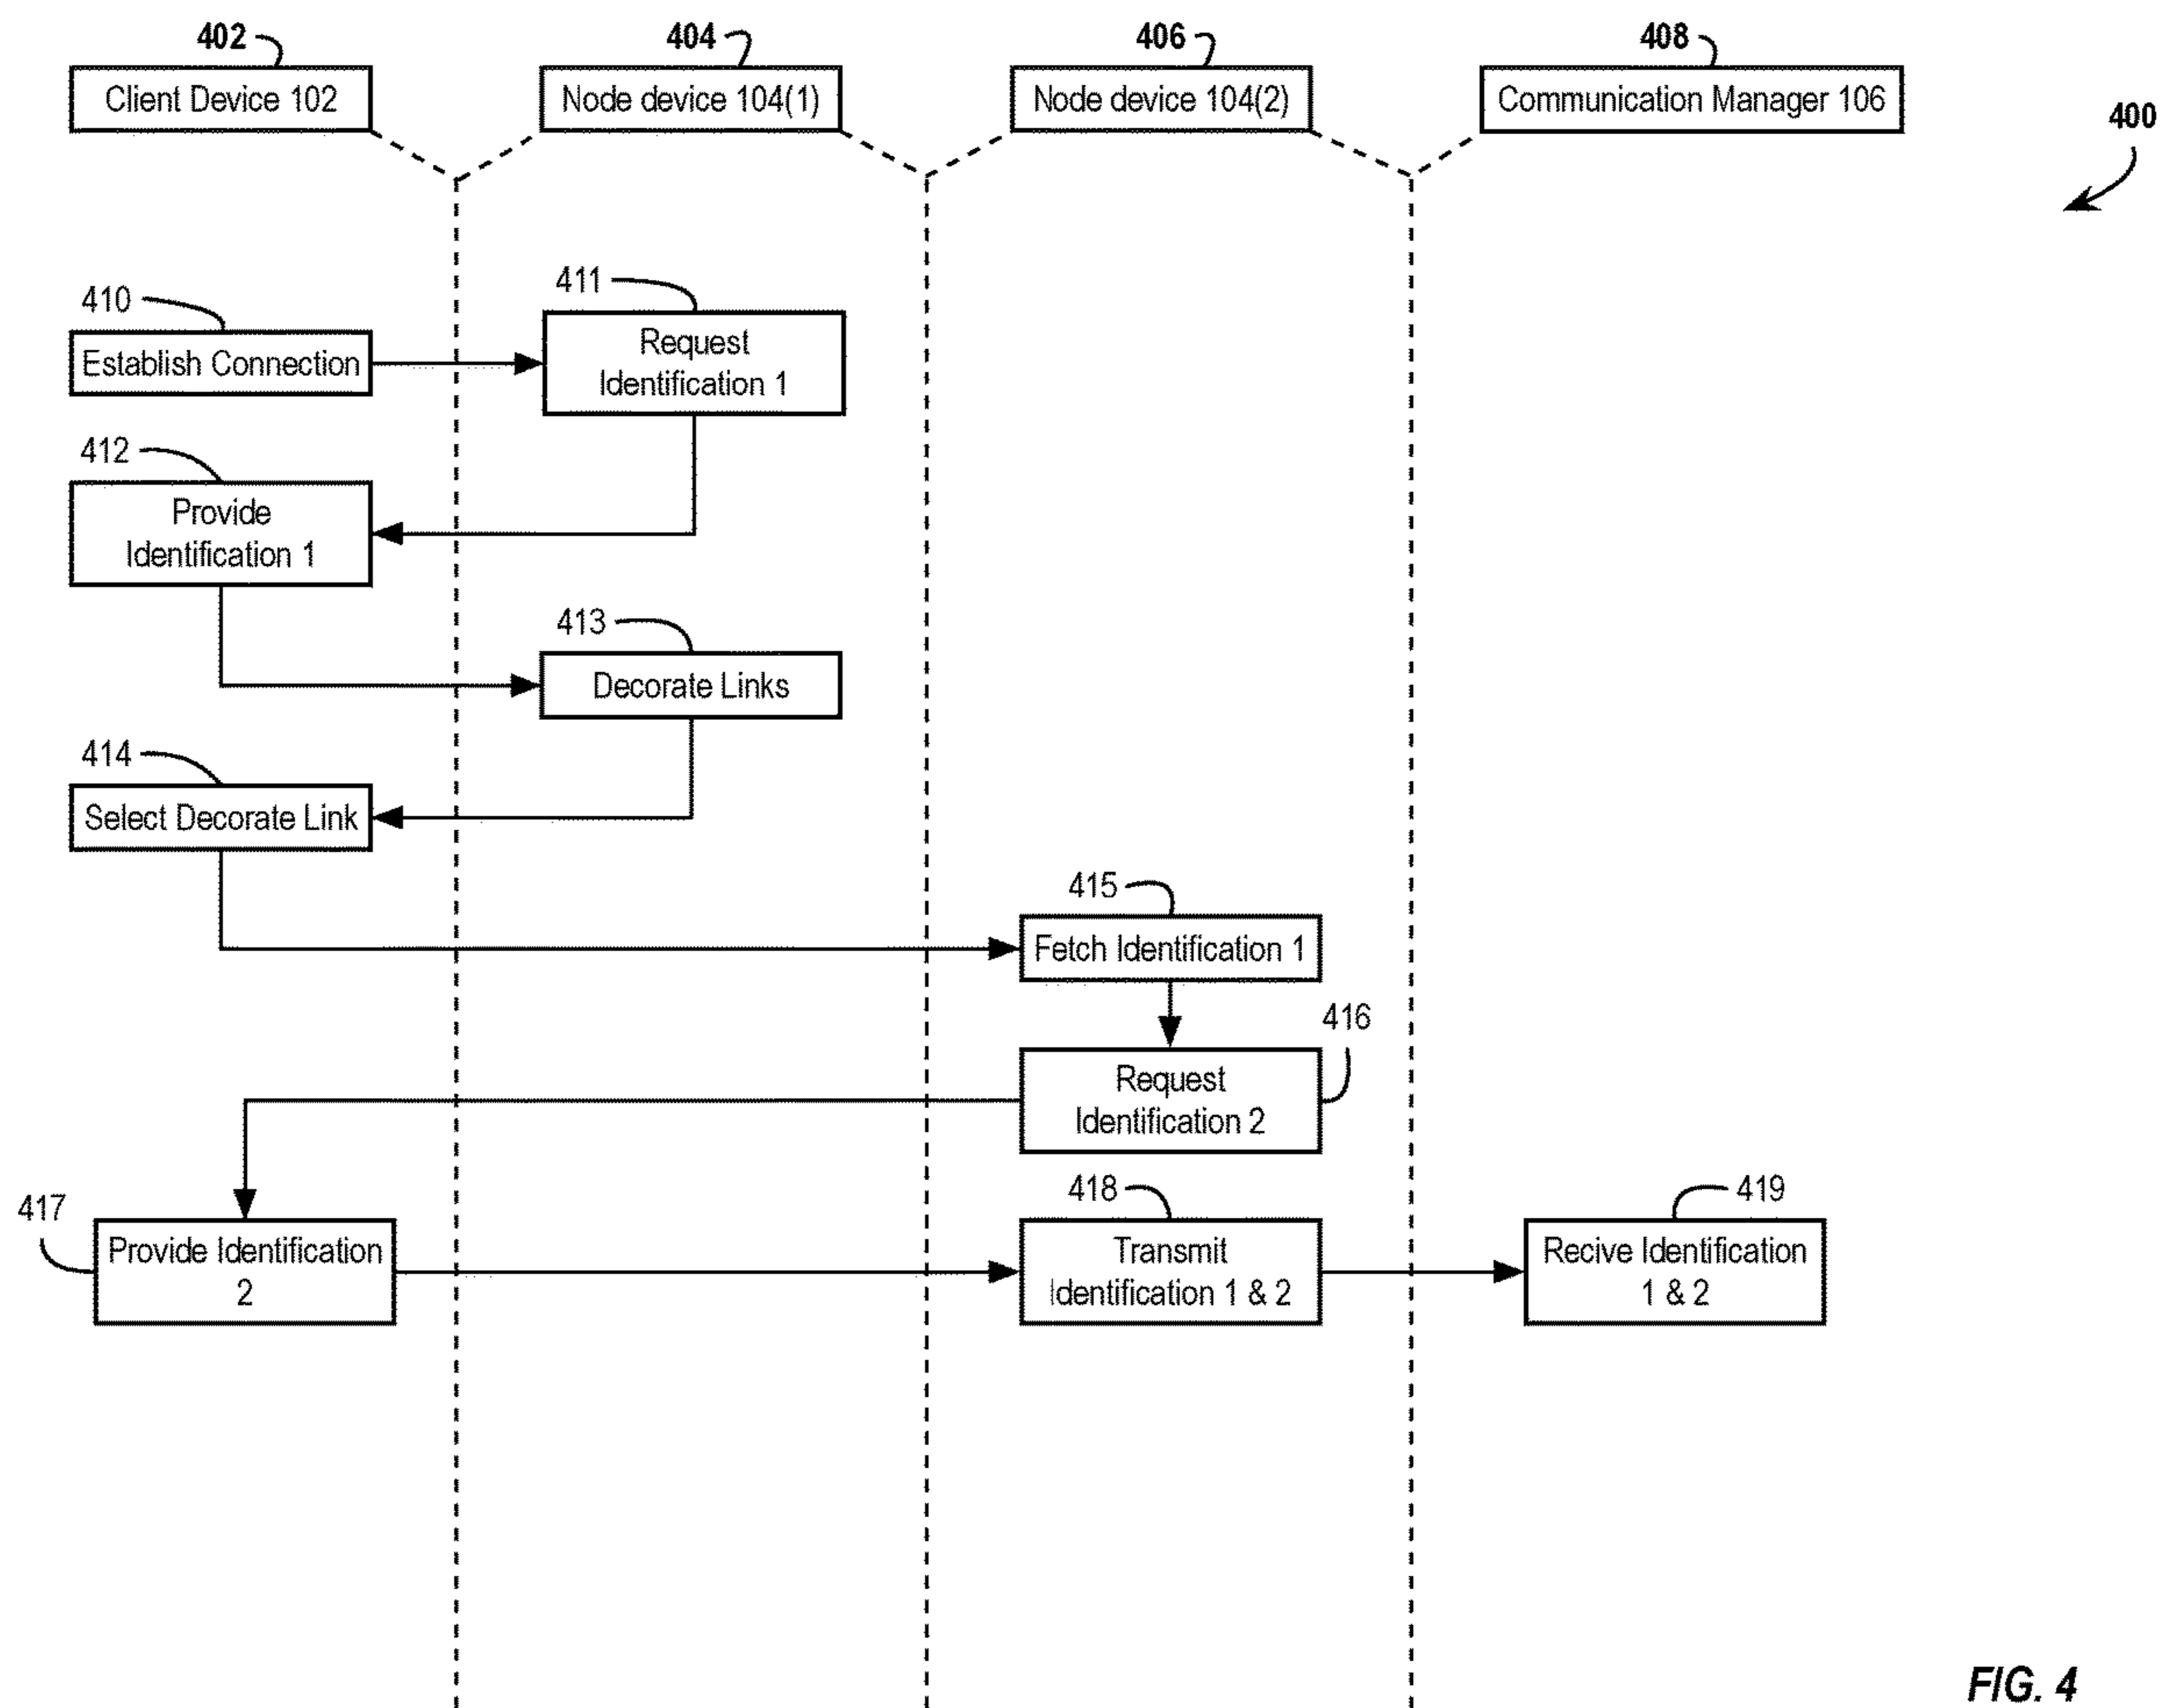 402
404
406
408
Client Device 102
Node device 104(1)
Node device 104(2)
Communication Manager 106
400
410
Establish Connection
411
Request
Identification 1
412
Provide
Identification 1
413
Decorate Links
414
Select Decorate Link
415
Fetch Identification 1
416
Request
Identification 2
417
Provide Identification
2
418
Transmit
Identification 1 & 2
419
Recive Identification
1 & 2
FIG. 4